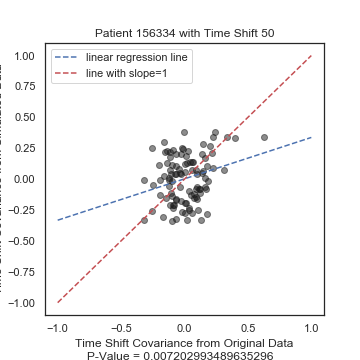 Patient 156334 with Time Shift 50
linear regression line
line with slope=1
1.00
0.75
0.50
0.25
0.00
−0.25
−0.50
−0.75
−1.00
−1.0
−0.5
0.0
0.5
1.0
Time Shift Covariance from Original Data
P-Value = 0.007202993489635296